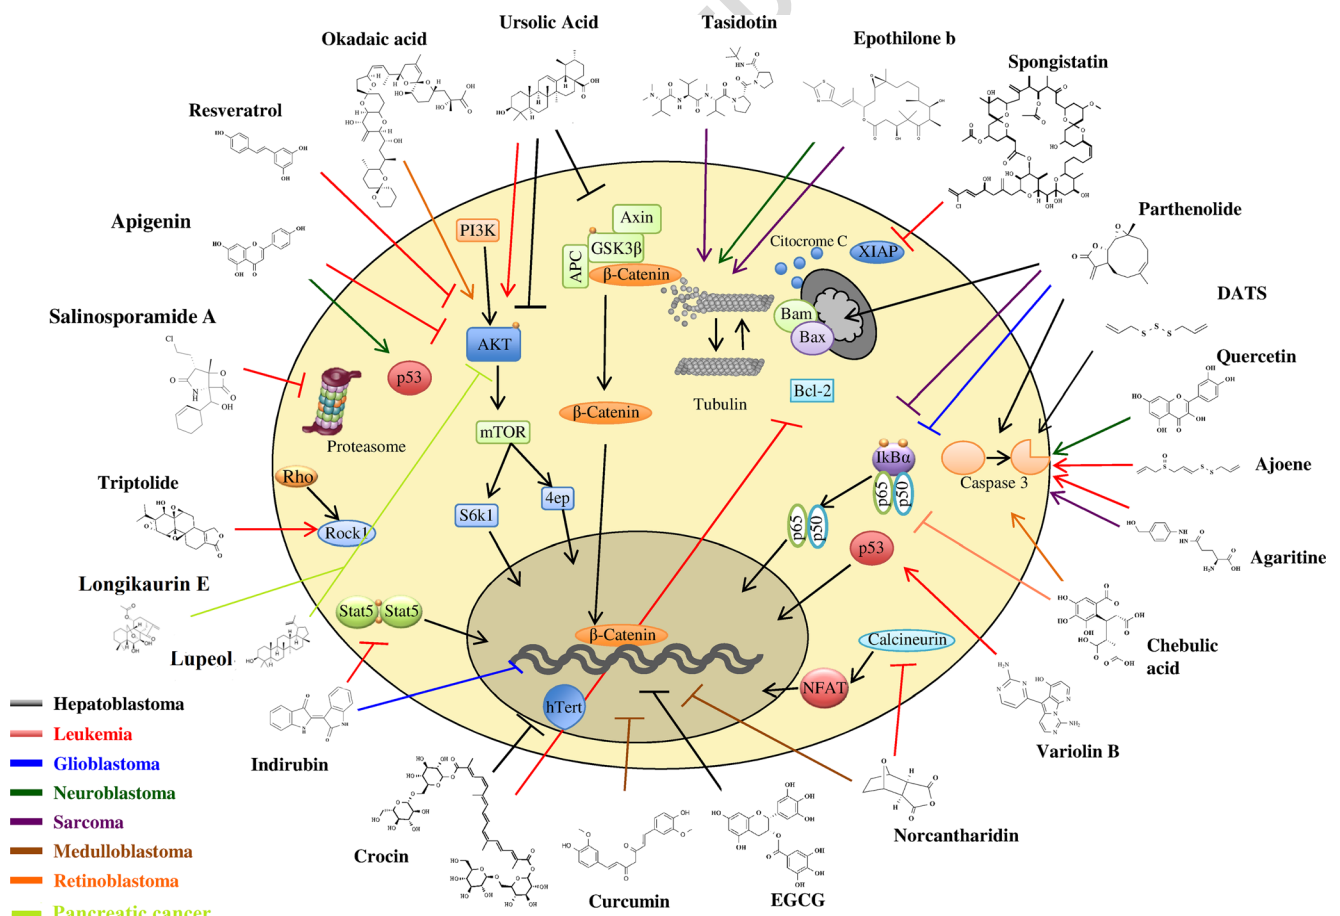 Ursolic Acid
Tasidotin
Okadaic acid
Epothilone b
Spongistatin
Resveratrol
Parthenolide
Apigenin
DATS
Salinosporamide A
Quercetin
Ajoene
Triptolide
Agaritine
Longikaurin E
Lupeol
Chebulic
acid
Variolin B
Indirubin
Norcantharidin
Crocin
Curcumin
EGCG
PI3K
Axin
GSK3β
APC
β-Catenin
Citocrome C
XIAP
Bam
Bax
AKT
p53
Bcl-2
Tubulin
β-Catenin
Proteasome
mTOR
IkBα
p65
p50
Caspase 3
Rho
S6k1
4ep
Rock1
p65
p50
p53
Stat5
Stat5
β-Catenin
Calcineurin
NFAT
hTert
Hepatoblastoma
Leukemia
Glioblastoma
Neuroblastoma
Sarcoma
Medulloblastoma
Retinoblastoma
Pancreatic cancer